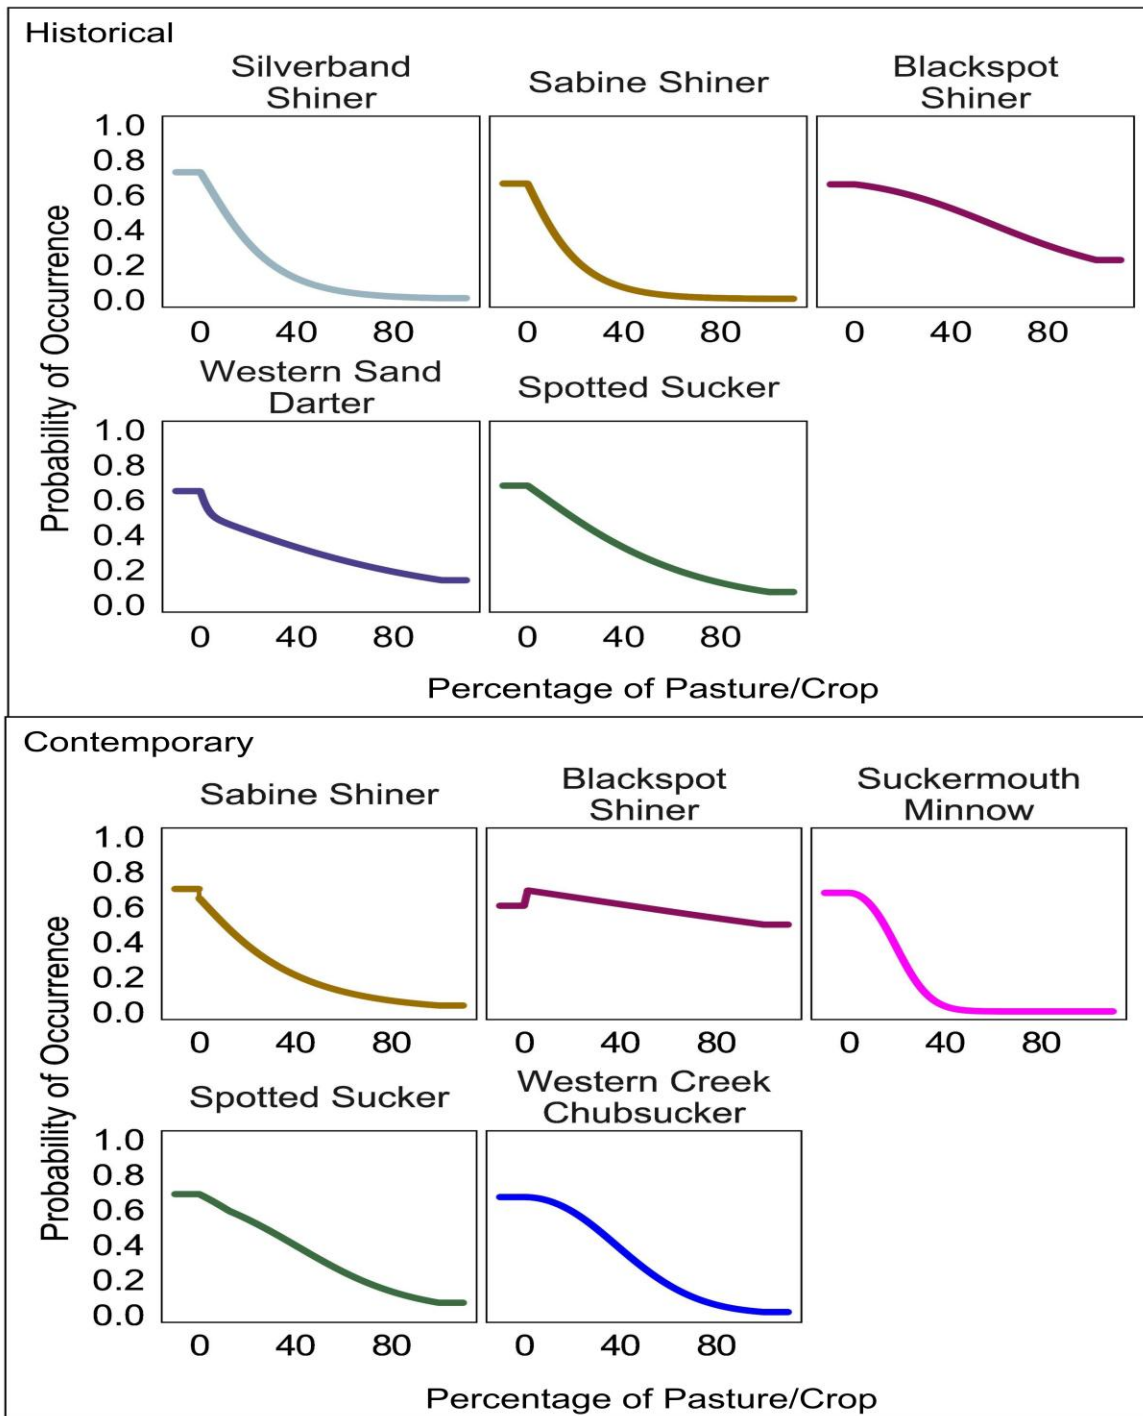 Historical
Silverband
Shiner
Sabine Shiner
Blackspot
Shiner
1.0
0.8
0.6
0.4
0.2
0.0
0 40 80
0 40 80
0 40 80
Western Sand
Darter
Spotted Sucker
1.0
0.8
0.6
0.4
0.2
0.0
0 40 80
0 40 80
Probability of Occurrence
Percentage of Pasture/Crop
Contemporary
Sabine Shiner
Blackspot
Shiner
Suckermouth
Minnow
1.0
0.8
0.6
0.4
0.2
0.0
0 40 80
0 40 80
0 40 80
Spotted Sucker
Western Creek
Chubsucker
1.0
0.8
0.6
0.4
0.2
0.0
0 40 80
0 40 80
Probability of Occurrence
Percentage of Pasture/Crop